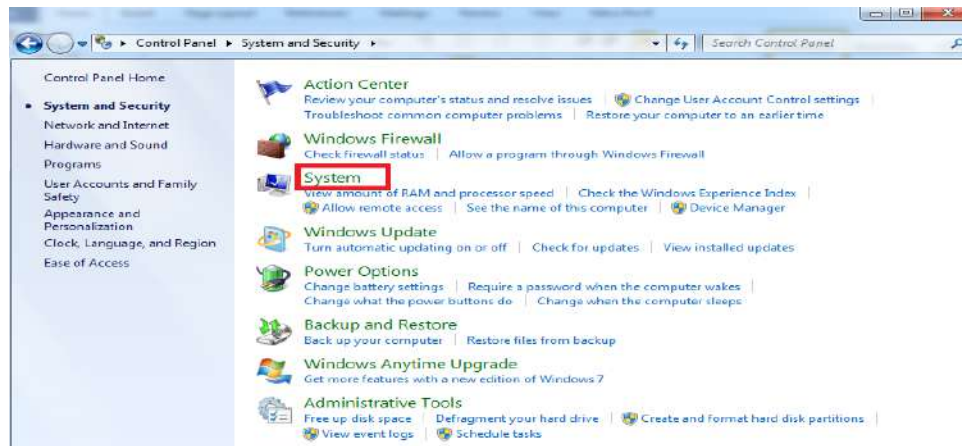 Control Panel ▸ System and Security ▸
Search Control Panel
Control Panel Home
System and Security
Network and Internet
Hardware and Sound
Programs
User Accounts and Family
Safety
Appearance and
Personalization
Clock, Language, and Region
Ease of Access
Action Center
Review your computer's status and resolve issues | Change User Account Control settings |
Troubleshoot common computer problems | Restore your computer to an earlier time
Windows Firewall
Check firewall status | Allow a program through Windows Firewall
System
View amount of RAM and processor speed | Check the Windows Experience Index |
Allow remote access | See the name of this computer | Device Manager
Windows Update
Turn automatic updating on or off | Check for updates | View installed updates
Power Options
Change battery settings | Require a password when the computer wakes |
Change what the power buttons do | Change when the computer sleeps
Backup and Restore
Back up your computer | Restore files from backup
Windows Anytime Upgrade
Get more features with a new edition of Windows 7
Administrative Tools
Free up disk space | Defragment your hard drive | Create and format hard disk partitions |
View event logs | Schedule tasks